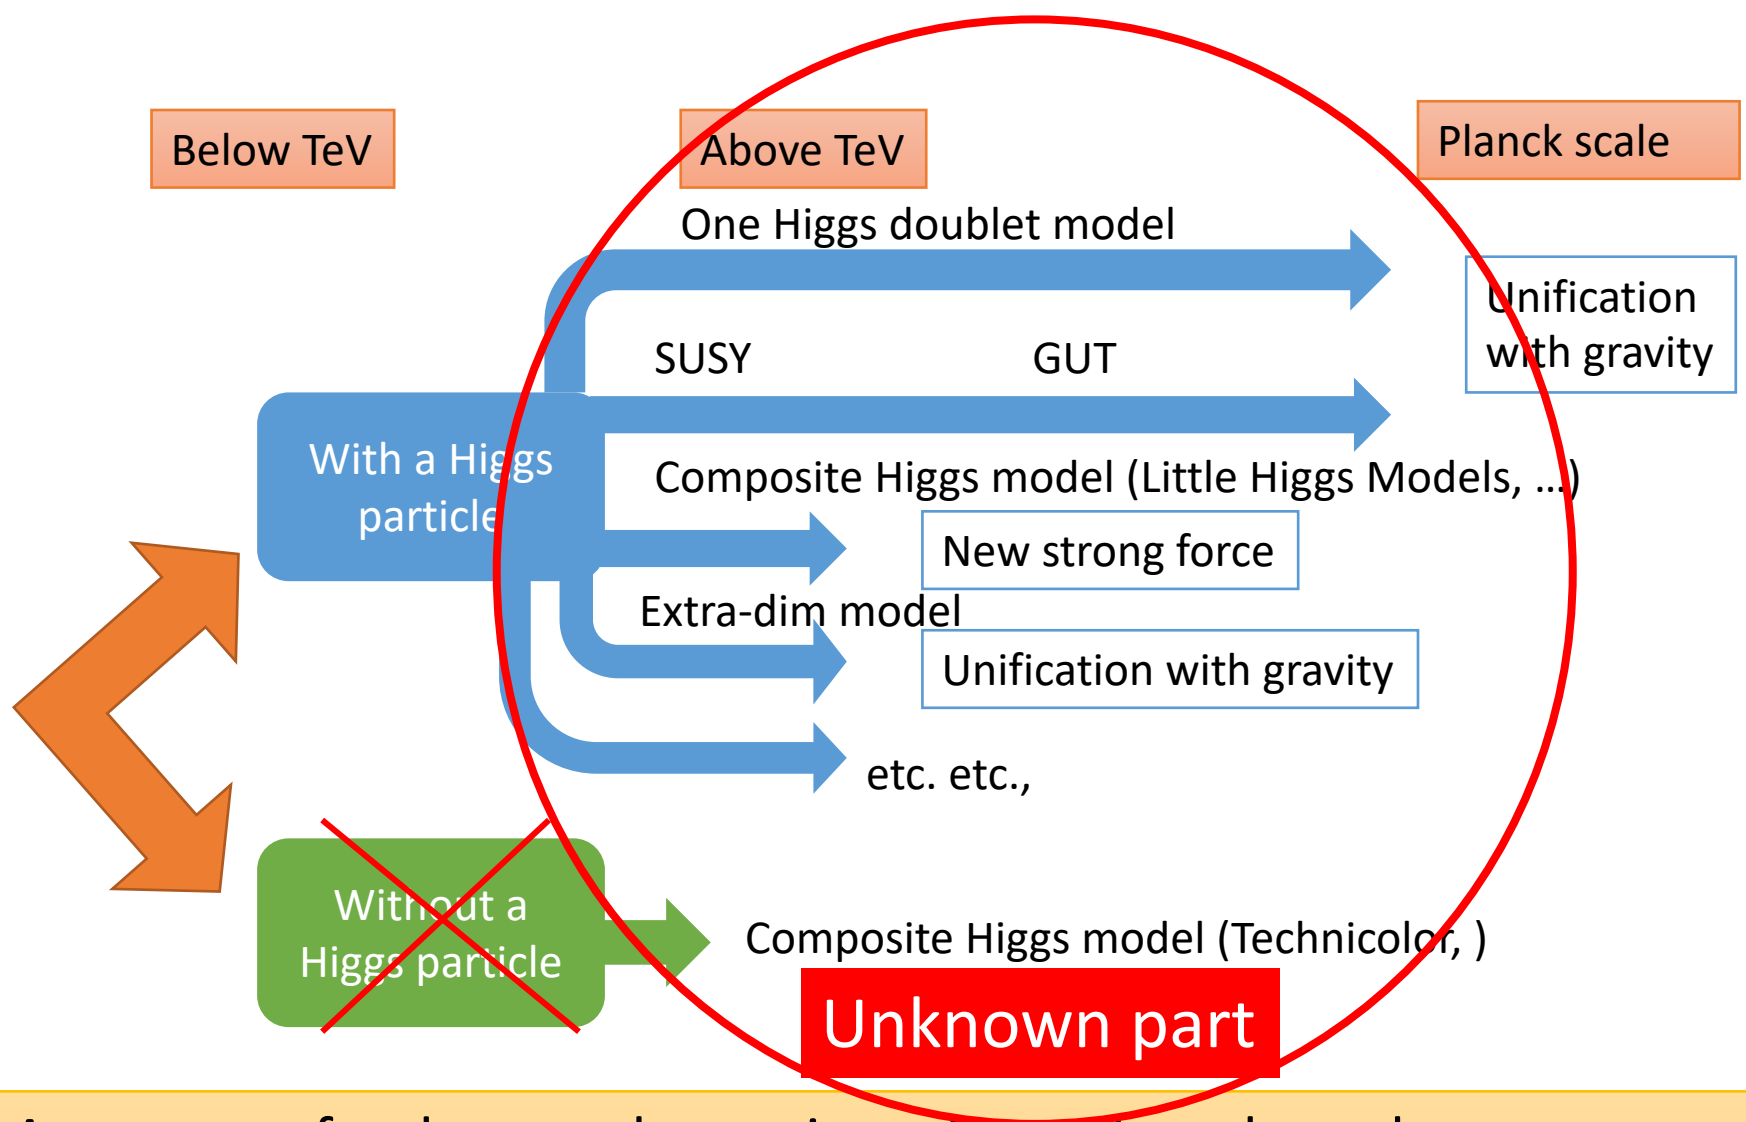 Below TeV
Above TeV
Planck scale
One Higgs doublet model
Unification
with gravity
SUSY
GUT
With a Higgs
particle
Composite Higgs model (Little Higgs Models, ...)
New strong force
Extra-dim model
Unification with gravity
etc. etc.,
Without a
Higgs particle
Composite Higgs model (Technicolor, )
Unknown part